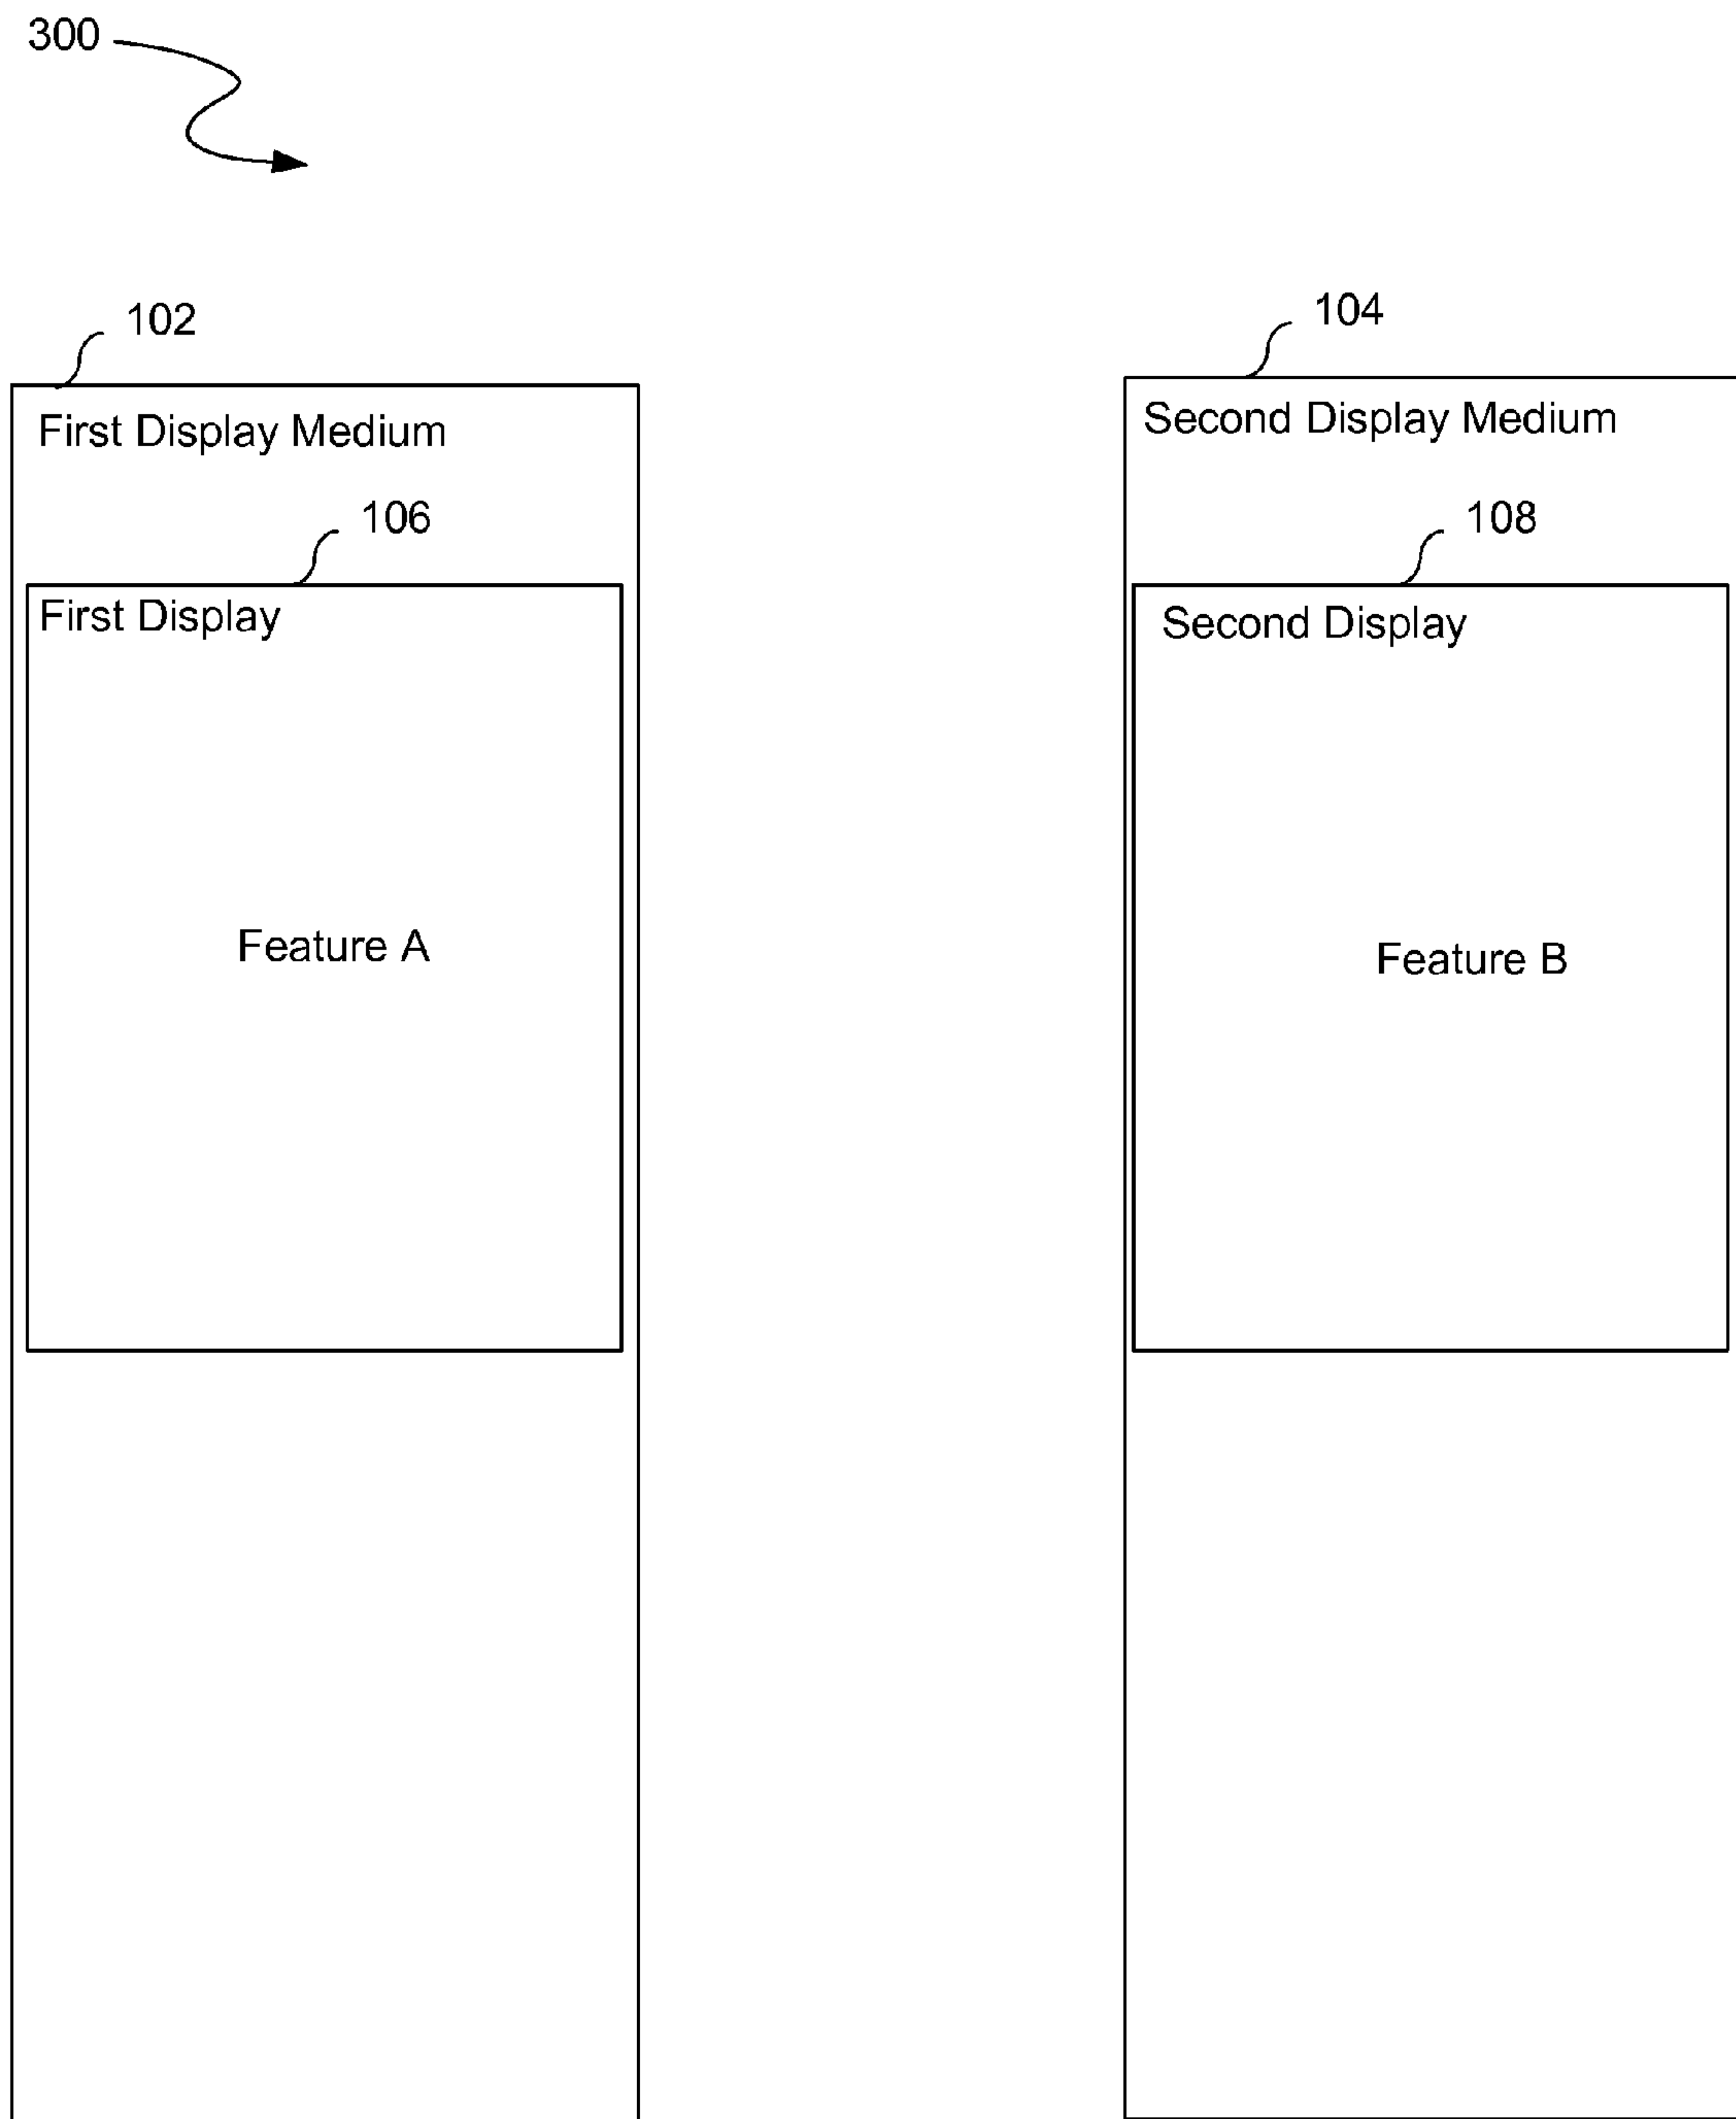 300
102
104
First Display Medium
Second Display Medium
106
108
First Display
Second Display
Feature A
Feature B